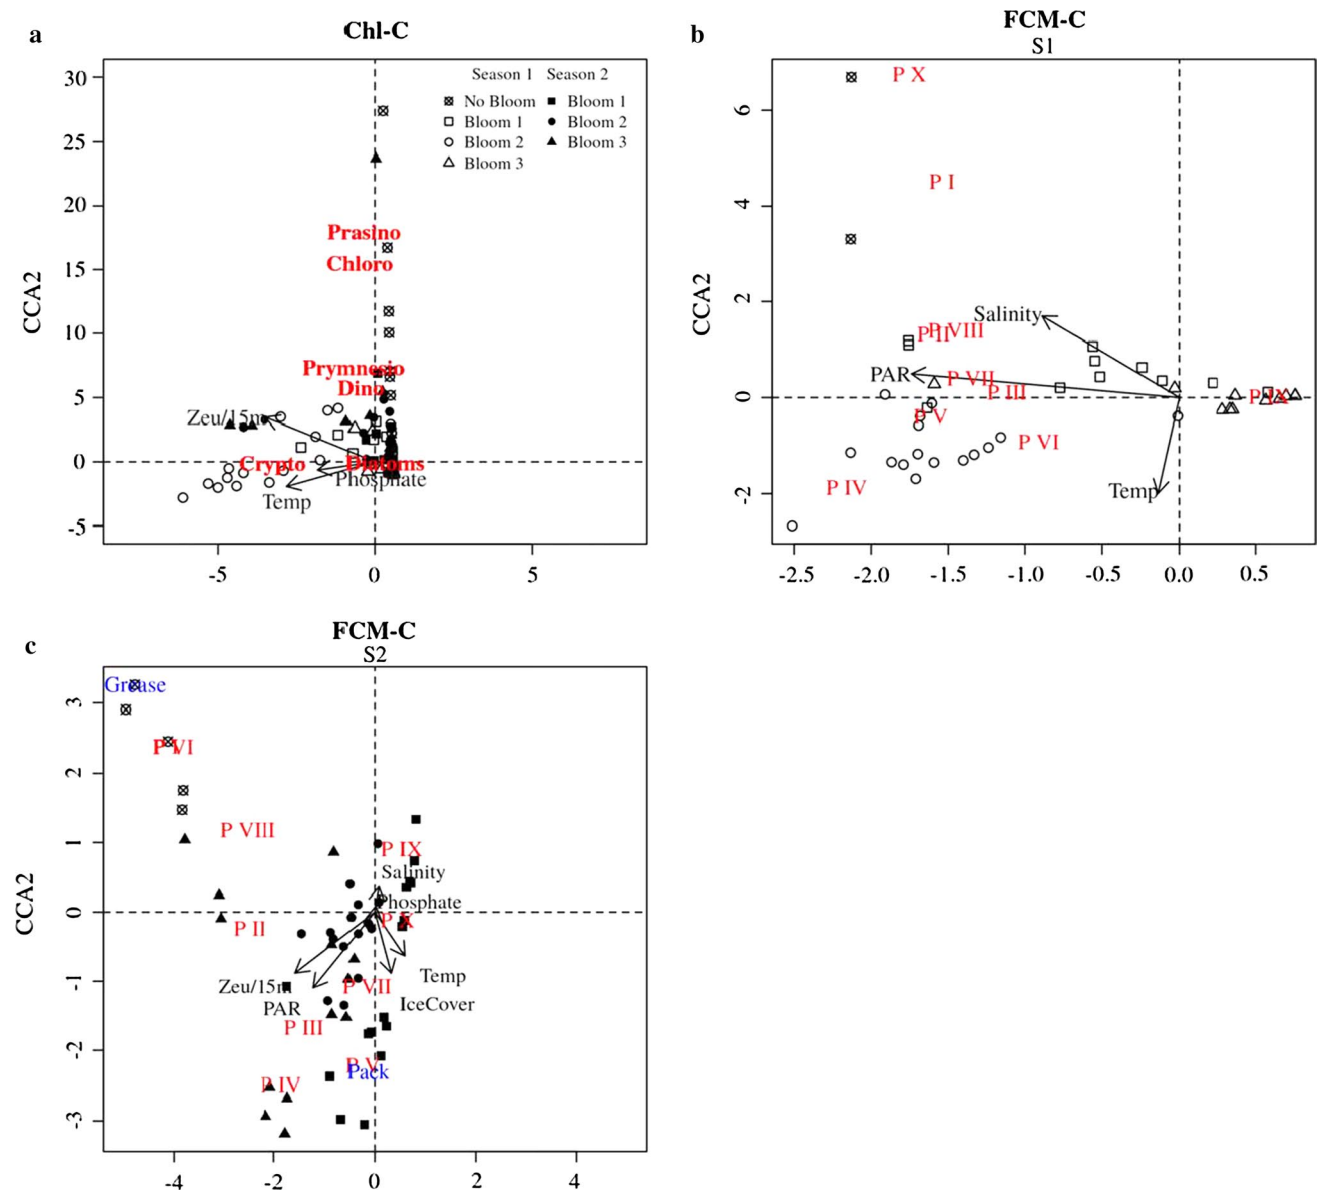 a
Chl-C
CCA2
30
25
20
15
10
5
0
-5
-5 0 5
Season 1 Season 2
No Bloom Bloom 1
Bloom 1 Bloom 2
Bloom 2 Bloom 3
Bloom 3
Prasino
Chloro
Prymnesio
Dino
Zeu/15m
Crypto Diatoms
Phosphate
Temp
b
FCM-C
S1
CCA2
6
4
2
0
-2
-2.5 -2.0 -1.5 -1.0 -0.5 0.0 0.5
P X
P I
Salinity
P II P VIII
PAR P VII
P III P IX
P V
P VI
P IV Temp
c
FCM-C
S2
CCA2
3
2
1
0
-1
-2
-3
-4 -2 0 2 4
Grease
P VI
P VIII
P IX
Salinity
Phosphate
P II P X
Temp
Zeu/15m P VII
PAR IceCover
P III
P V
Pack
P IV